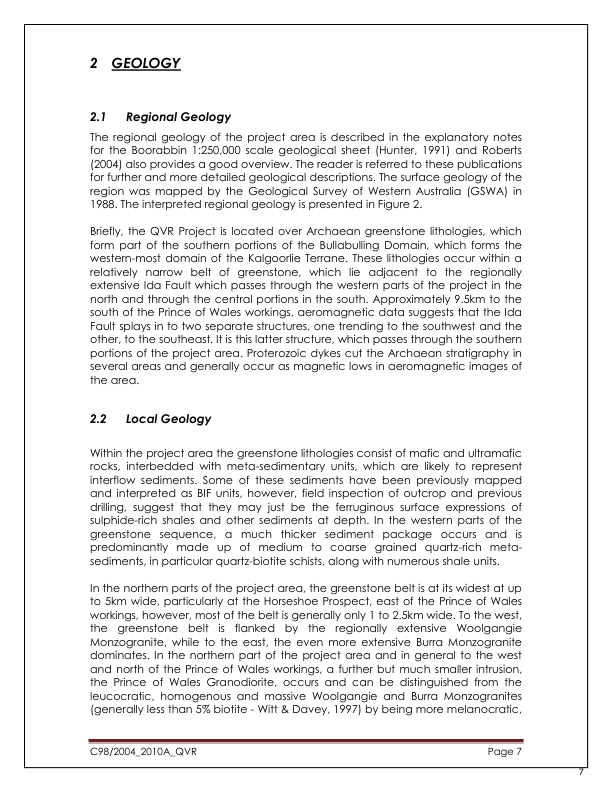 2 GEOLOGY
2.1 Regional Geology
The regional geology of the project area is described in the explanatory notes
for the Boorabbin 1:250,000 scale geological sheet (Hunter, 1991) and Roberts
(2004) also provides a good overview. The reader is referred to these publications
for further and more detailed geological descriptions. The surface geology of the
region was mapped by the Geological Survey of Western Australia (GSWA) in
1988. The interpreted regional geology is presented in Figure 2.
Briefly, the QVR Project is located over Archaean greenstone lithologies, which
form part of the southern portions of the Bullabulling Domain, which forms the
western-most domain of the Kalgoorlie Terrane. These lithologies occur within a
relatively narrow belt of greenstone, which lie adjacent to the regionally
extensive Ida Fault which passes through the western parts of the project in the
north and through the central portions in the south. Approximately 9.5km to the
south of the Prince of Wales workings, aeromagnetic data suggests that the Ida
Fault splays in to two separate structures, one trending to the southwest and the
other, to the southeast. It is this latter structure, which passes through the southern
portions of the project area. Proterozoic dykes cut the Archaean stratigraphy in
several areas and generally occur as magnetic lows in aeromagnetic images of
the area.
2.2 Local Geology
Within the project area the greenstone lithologies consist of mafic and ultramafic
rocks, interbedded with meta-sedimentary units, which are likely to represent
interflow sediments. Some of these sediments have been previously mapped
and interpreted as BIF units, however, field inspection of outcrop and previous
drilling, suggest that they may just be the ferruginous surface expressions of
sulphide-rich shales and other sediments at depth. In the western parts of the
greenstone sequence, a much thicker sediment package occurs and is
predominantly made up of medium to coarse grained quartz-rich meta-
sediments, in particular quartz-biotite schists, along with numerous shale units.
In the northern parts of the project area, the greenstone belt is at its widest at up
to 5km wide, particularly at the Horseshoe Prospect, east of the Prince of Wales
workings, however, most of the belt is generally only 1 to 2.5km wide. To the west,
the greenstone belt is flanked by the regionally extensive Woolgangie
Monzogranite, while to the east, the even more extensive Burra Monzogranite
dominates. In the northern part of the project area and in general to the west
and north of the Prince of Wales workings, a further but much smaller intrusion,
the Prince of Wales Granodiorite, occurs and can be distinguished from the
leucocratic, homogenous and massive Woolgangie and Burra Monzogranites
(generally less than 5% biotite - Witt & Davey, 1997) by being more melanocratic,
C98/2004_2010A_QVR Page 7
7